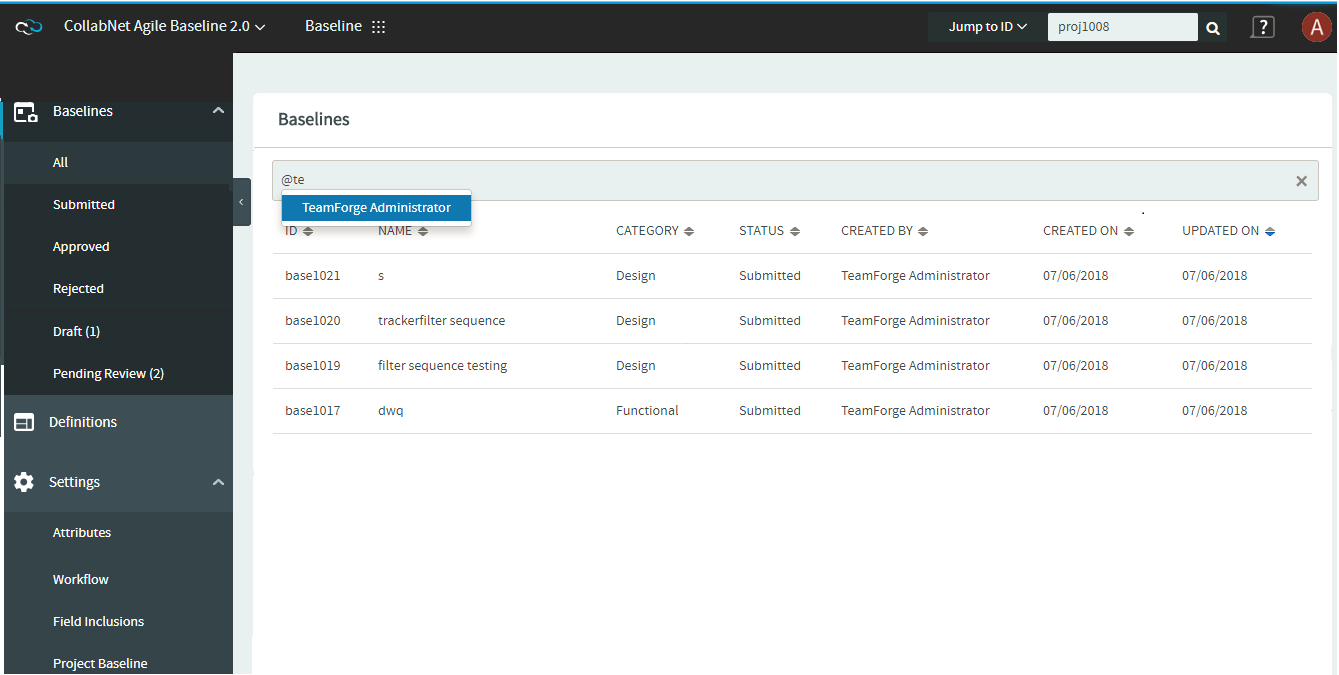 CollabNet Agile Baseline 2.0
Baseline
Jump to ID
proj1008
?
A
Baselines
All
Submitted
Approved
Rejected
Draft (1)
Pending Review (2)
Definitions
Settings
Attributes
Workflow
Field Inclusions
Project Baseline
Baselines
@te
TeamForge Administrator
ID NAME CATEGORY STATUS CREATED BY CREATED ON UPDATED ON
base1021 s Design Submitted TeamForge Administrator 07/06/2018 07/06/2018
base1020 trackerfilter sequence Design Submitted TeamForge Administrator 07/06/2018 07/06/2018
base1019 filter sequence testing Design Submitted TeamForge Administrator 07/06/2018 07/06/2018
base1017 dwq Functional Submitted TeamForge Administrator 07/06/2018 07/06/2018